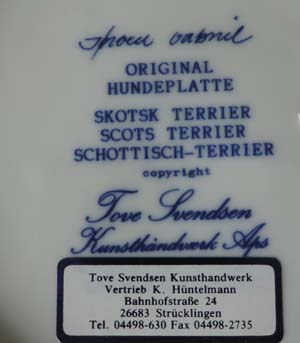 ORIGINAL
HUNDEPLATTE
SKOTSK TERRIER
SCOTS TERRIER
SCHOTTISCH-TERRIER
copyright
Tove Svendsen
Kunsthåndværk Aps
Tove Svendsen Kunsthandwerk
Vertrieb K. Hüntelmann
Bahnhofstraße 24
26683 Strücklingen
Tel. 04498-630 Fax 04498-2735